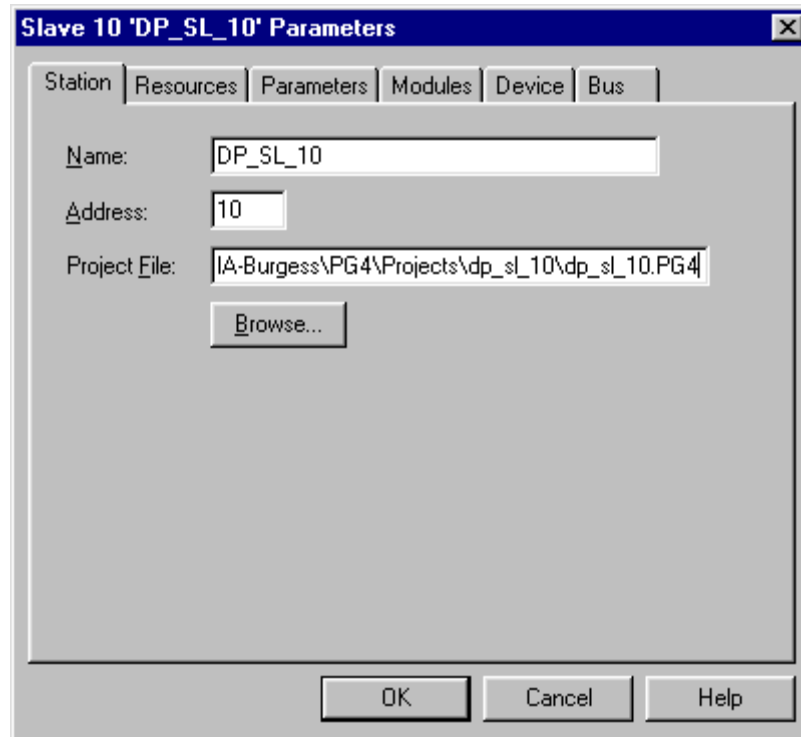 Slave 10 'DP_SL_10' Parameters
Station Resources Parameters Modules Device Bus
Name: DP_SL_10
Address: 10
Project File: IA-Burgess\PG4\Projects\dp_sl_10\dp_sl_10.PG4
Browse...
OK Cancel Help